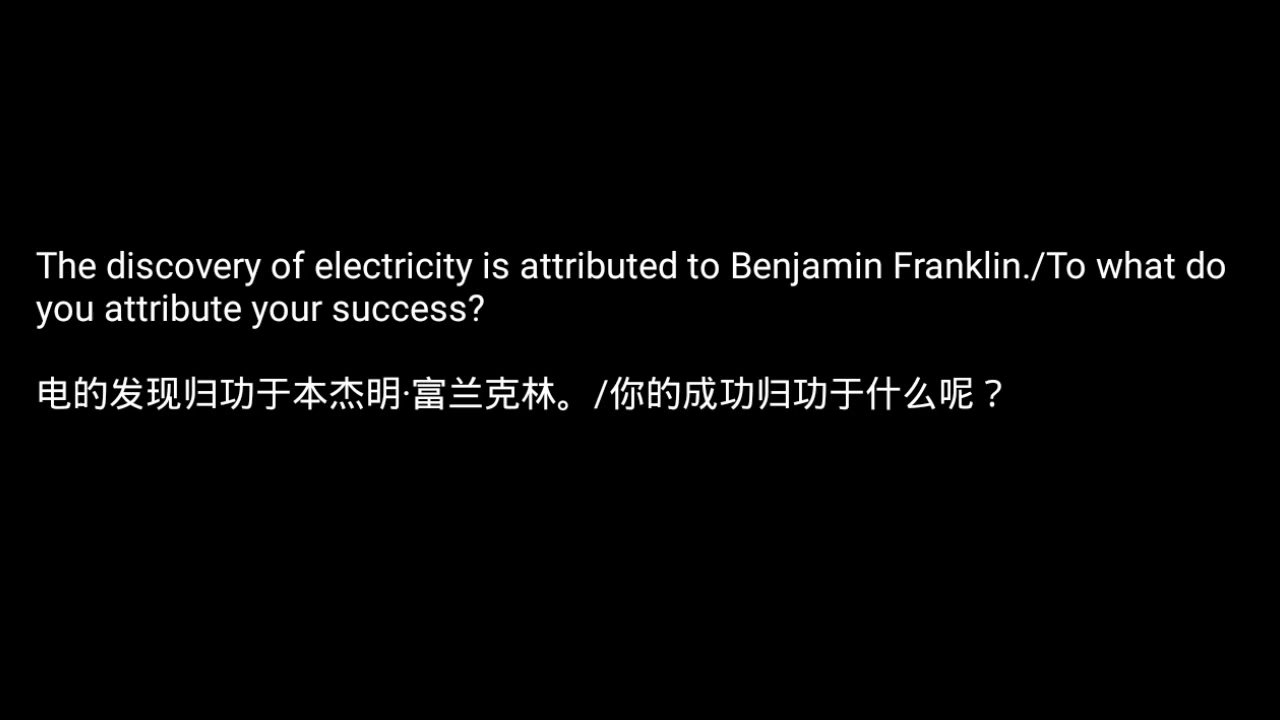 The discovery of electricity is attributed to Benjamin Franklin./To what do
you attribute your success?
电的发现归功于本杰明·富兰克林。/你的成功归功于什么呢？